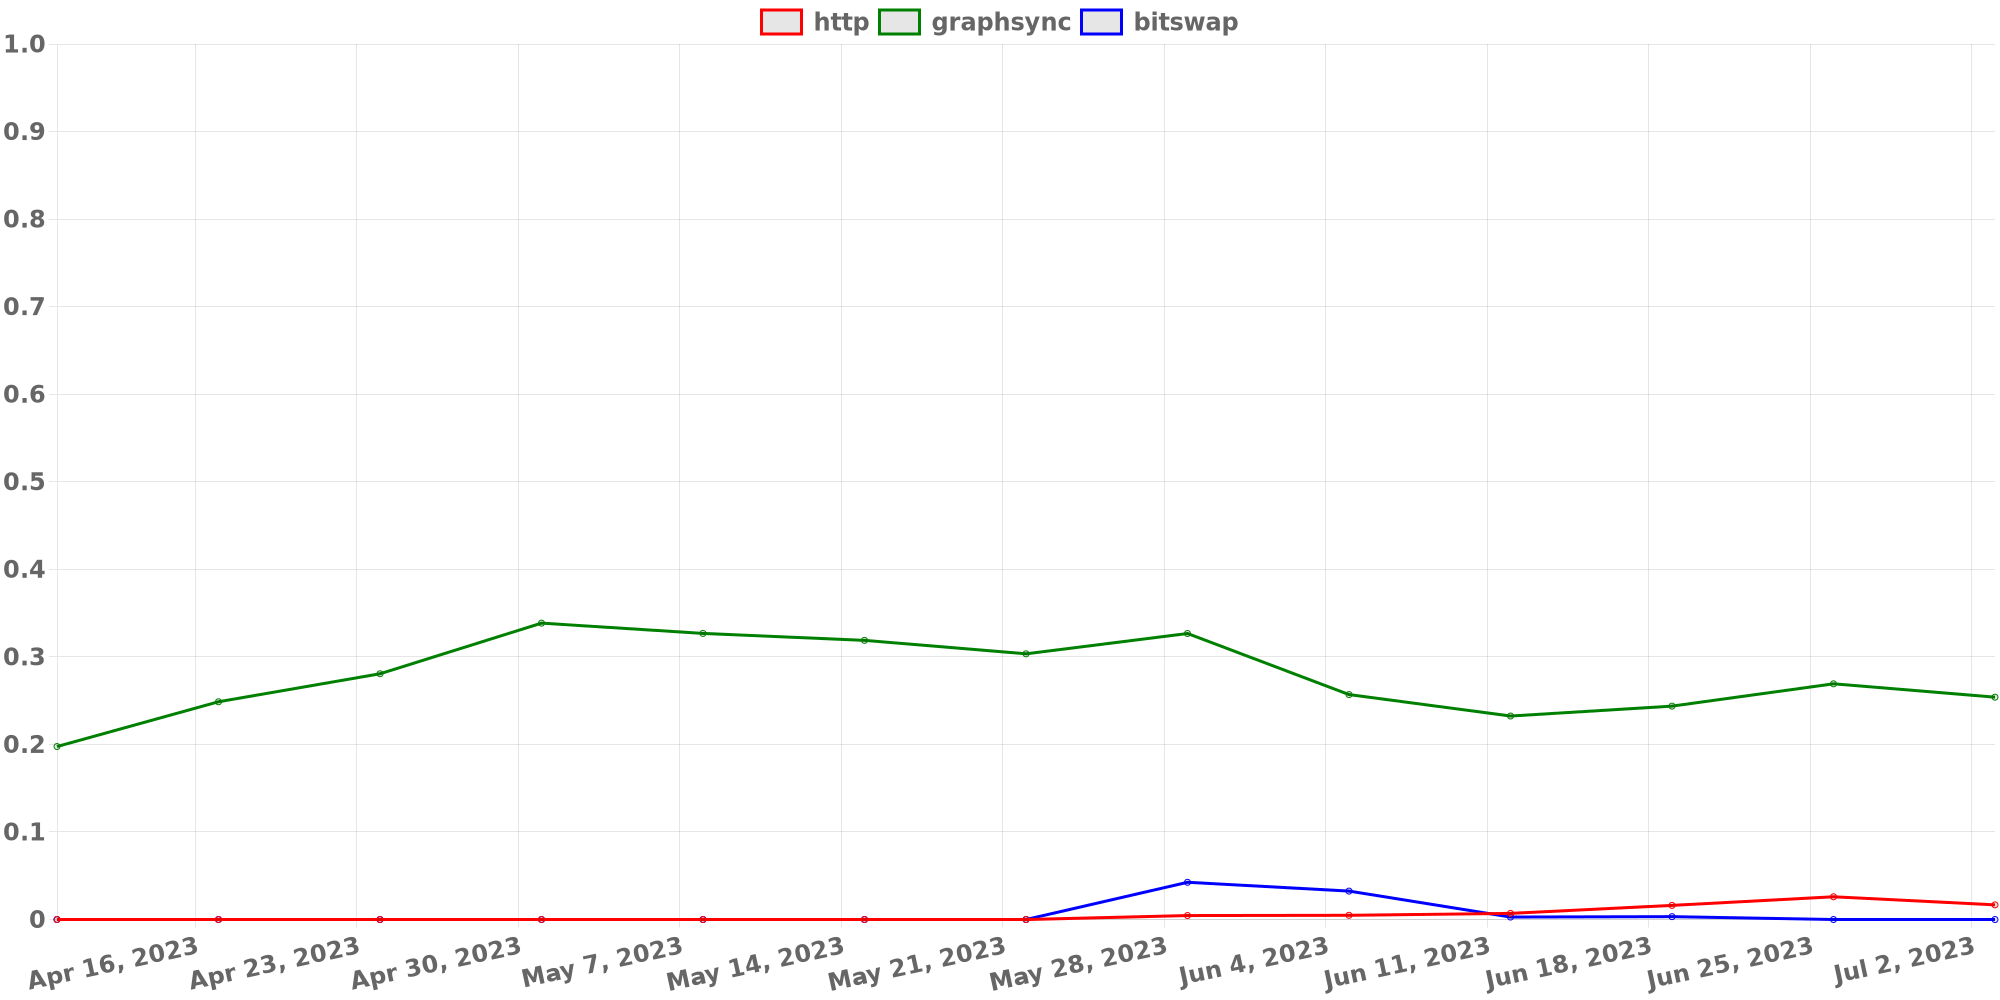 http graphsync bitswap
1.0
0.9
0.8
0.7
0.6
0.5
0.4
0.3
0.2
0.1
0
Apr 16, 2023
Apr 23, 2023
Apr 30, 2023
May 7, 2023
May 14, 2023
May 21, 2023
May 28, 2023
Jun 4, 2023
Jun 11, 2023
Jun 18, 2023
Jun 25, 2023
Jul 2, 2023